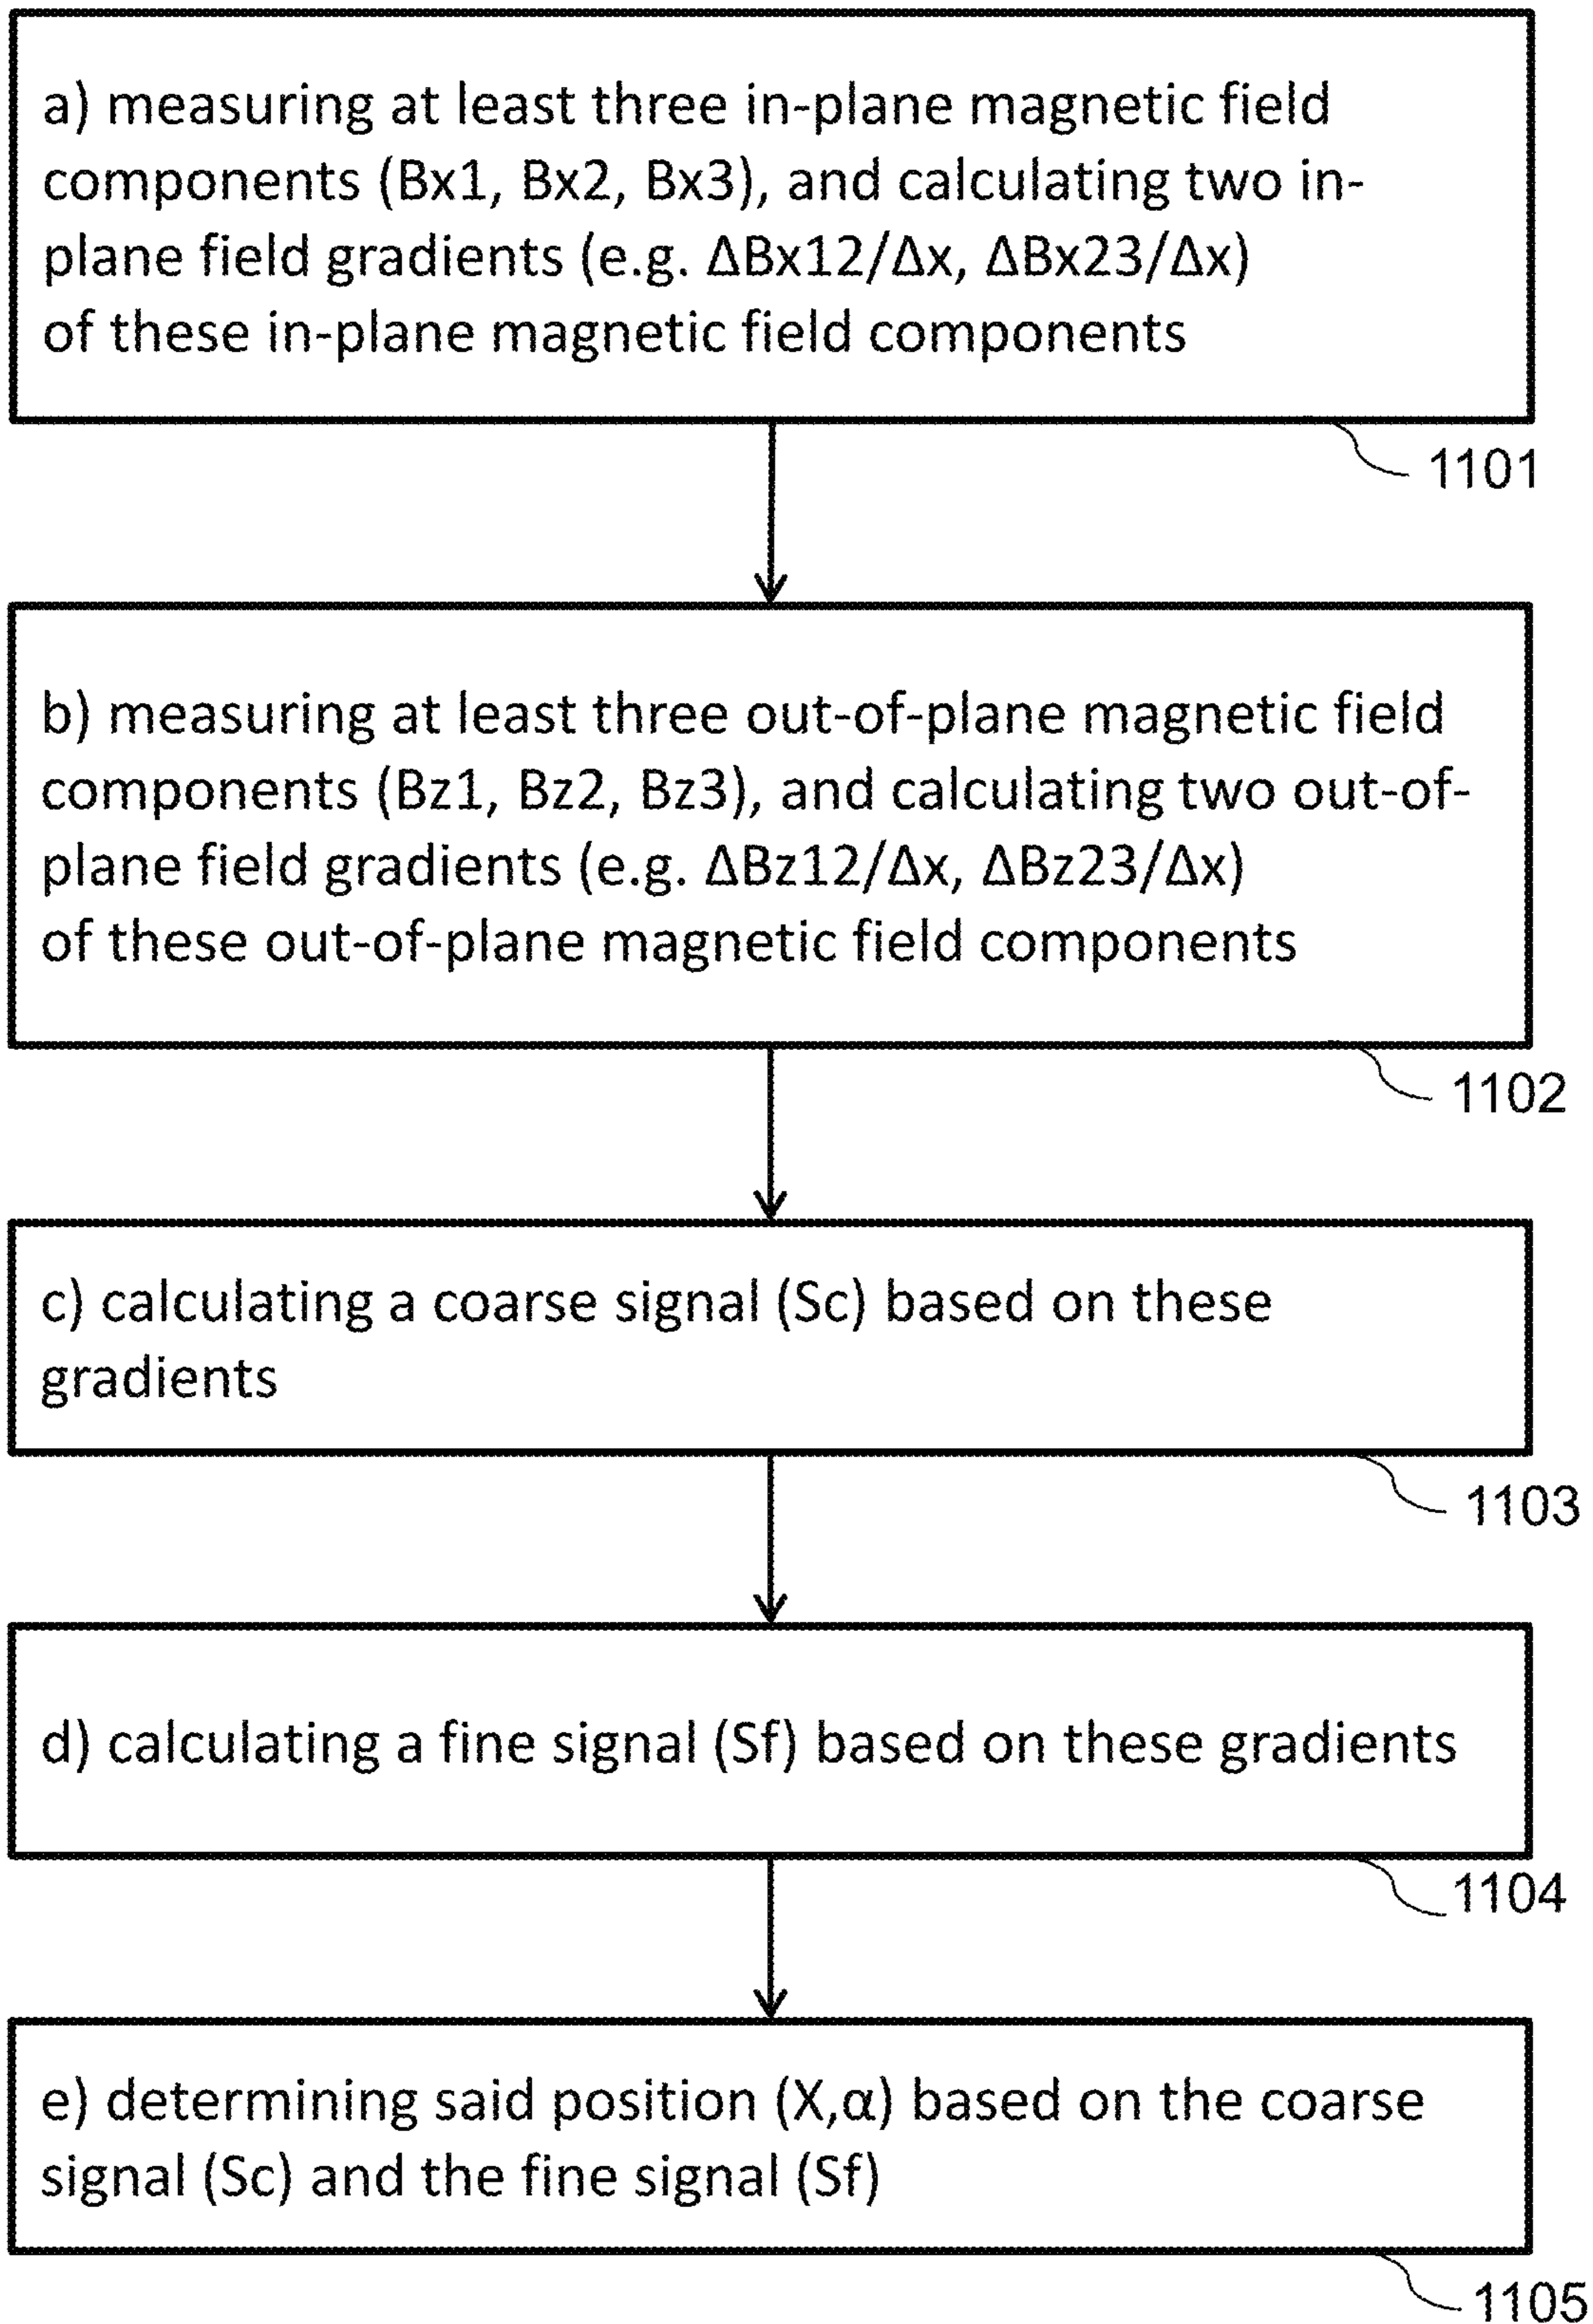 a) measuring at least three in-plane magnetic field
components (Bx1, Bx2, Bx3), and calculating two in-
plane field gradients (e.g. ΔBx12/Δx, ΔBx23/Δx)
of these in-plane magnetic field components
1101
b) measuring at least three out-of-plane magnetic field
components (Bz1, Bz2, Bz3), and calculating two out-of-
plane field gradients (e.g. ΔBz12/Δx, ΔBz23/Δx)
of these out-of-plane magnetic field components
1102
c) calculating a coarse signal (Sc) based on these
gradients
1103
d) calculating a fine signal (Sf) based on these gradients
1104
e) determining said position (X,α) based on the coarse
signal (Sc) and the fine signal (Sf)
1105